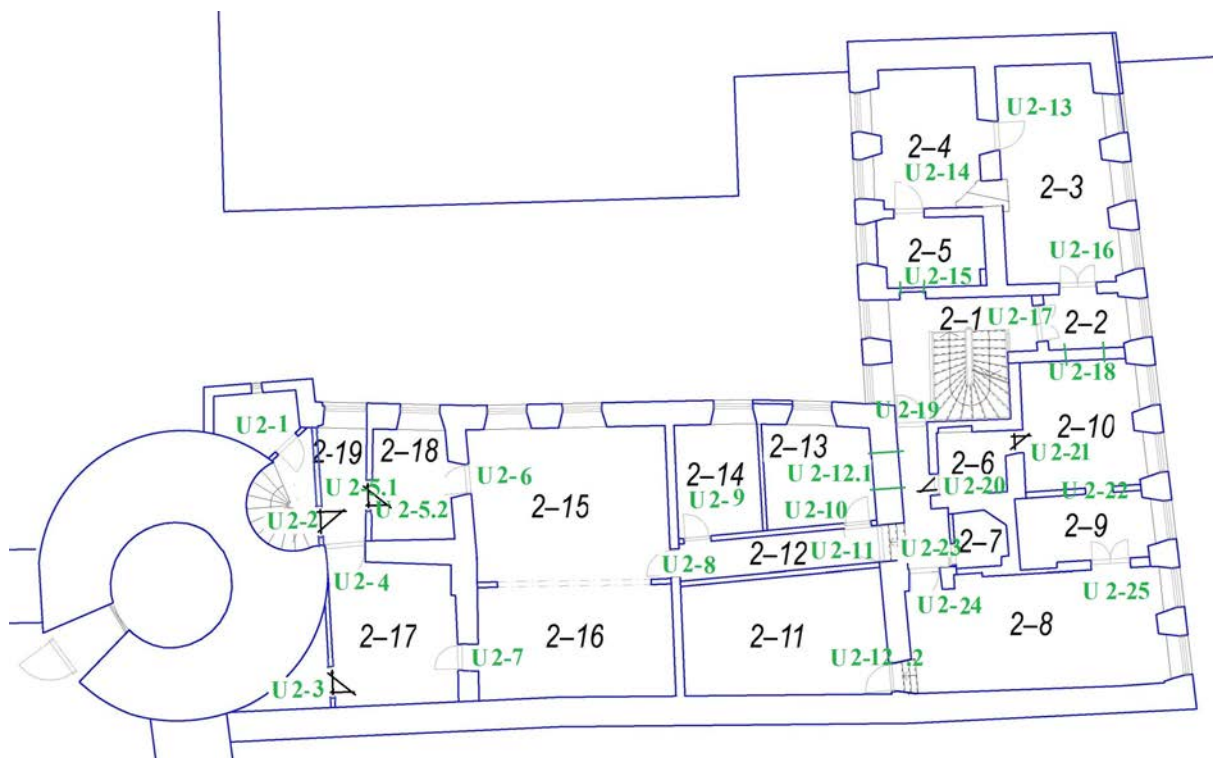 U 2-13
2-4
U 2-14
2-3
2-5
U 2-15
U 2-16
2-1
U 2-17
2-2
U 2-18
U 2-19
U 2-1
2-19
2-18
2-13
2-10
U 2-21
U 2-5.1
U 2-6
2-14
U 2-12.1
2-6
U 2-20
U 2-22
U 2-2
U 2-5.2
2-15
U 2-9
U 2-10
2-9
U 2-4
U 2-8
2-12
U 2-11
U 2-23
2-7
U 2-24
U 2-25
2-17
2-16
2-11
2-8
U 2-7
U 2-12.2
U 2-3